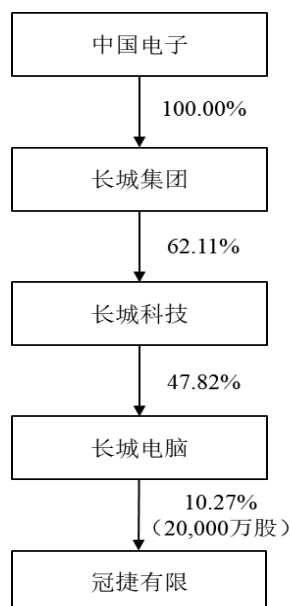 中国电子
100.00%
长城集团
62.11%
长城科技
47.82%
长城电脑
10.27%
（20,000万股）
冠捷有限